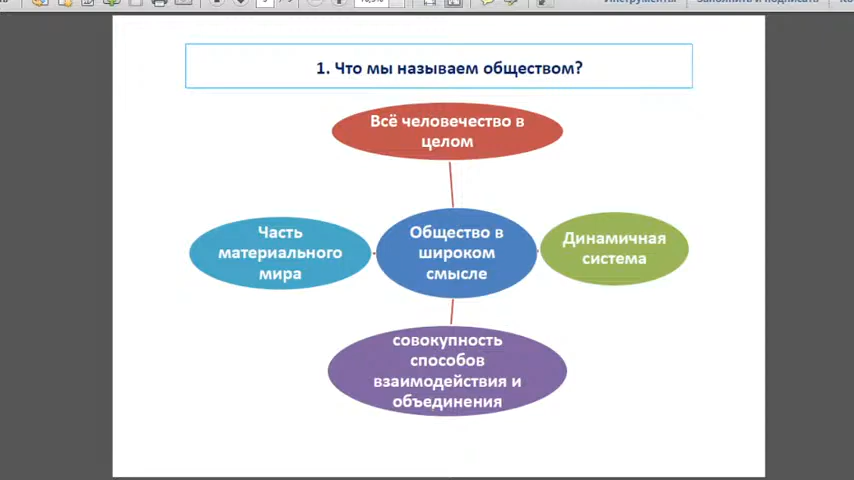 1. Что мы называем обществом?
Всё человечество в
целом
Часть
материального
мира
Общество в
широком
смысле
Динамичная
система
совокупность
способов
взаимодействия и
объединения